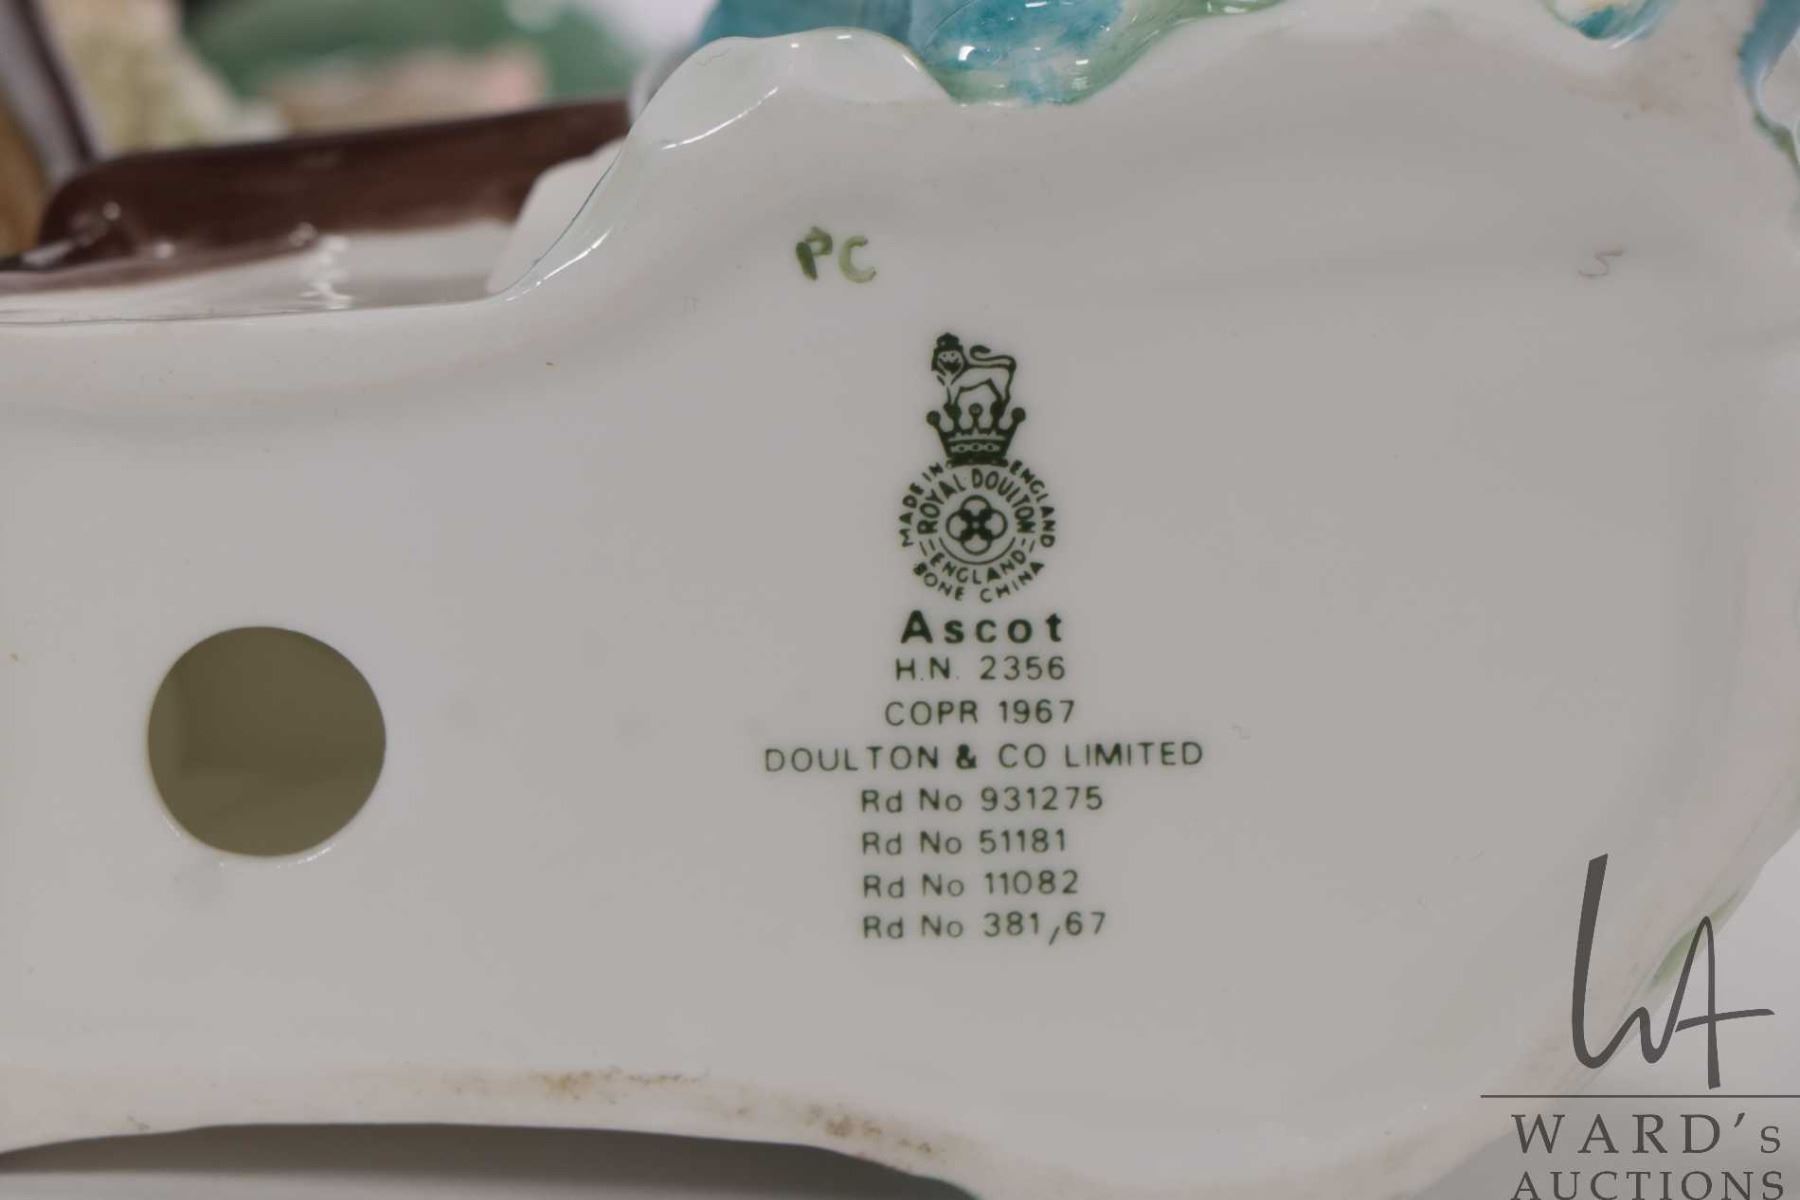 PC
S
MADE IN ENGLAND
ROYAL DOULTON
ENGLAND
BONE CHINA
Ascot
H.N. 2356
COPR 1967
DOULTON & CO LIMITED
Rd No 931275
Rd No 51181
Rd No 11082
Rd No 381,67
WA
WARD's
AUCTIONS